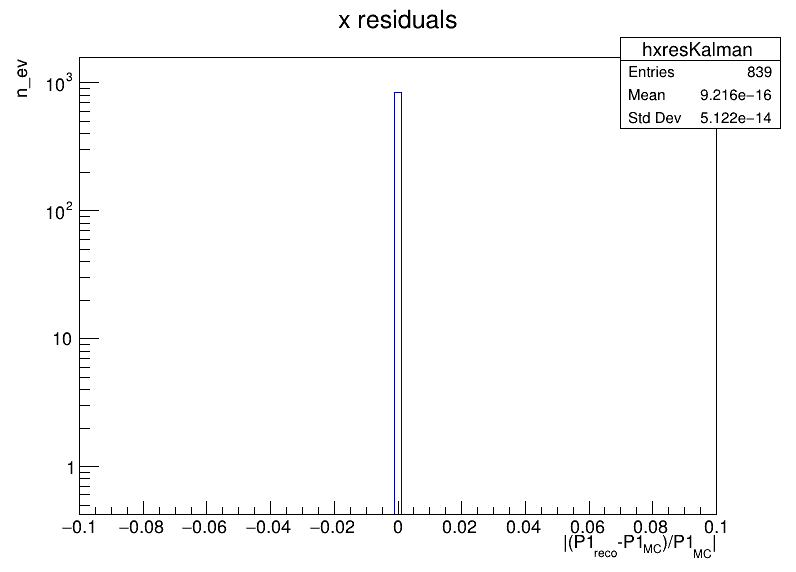 x residuals
hxresKalman
Entries 839
Mean 9.216e−16
Std Dev 5.122e−14
n_ev
10³
10²
10
1
−0.1 −0.08 −0.06 −0.04 −0.02 0 0.02 0.04 0.06 0.08 0.1
|(P1reco-P1MC)/P1MC|